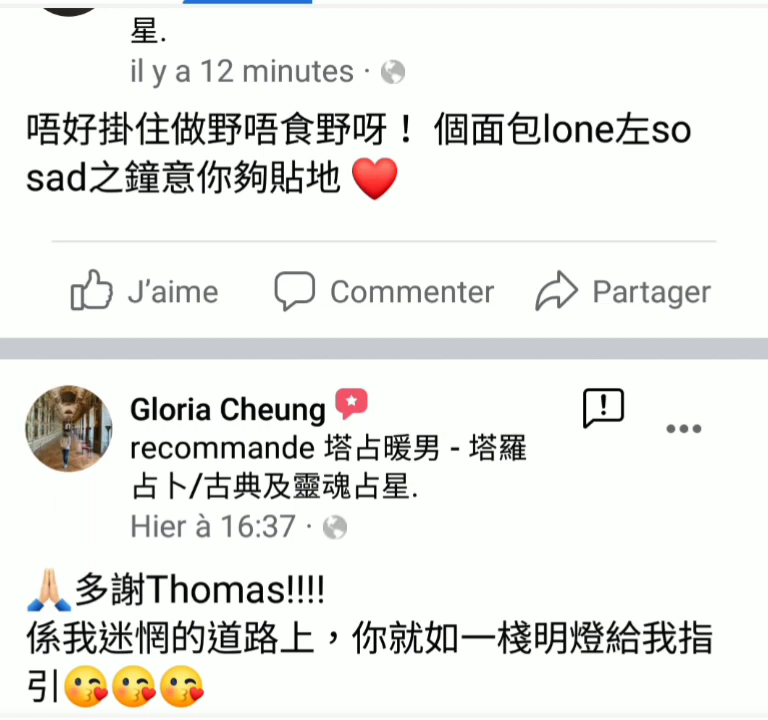 星.
il y a 12 minutes ·
唔好掛住做野唔食野呀！ 個面包lone左so
sad之鐘意你夠貼地 ❤️
J’aime Commenter Partager
Gloria Cheung
recommande 塔占暖男 - 塔羅
占卜/古典及靈魂占星.
Hier à 16:37 ·
🙏🏻多謝Thomas!!!!
係我迷惘的道路上，你就如一棧明燈給我指
引😘😘😘